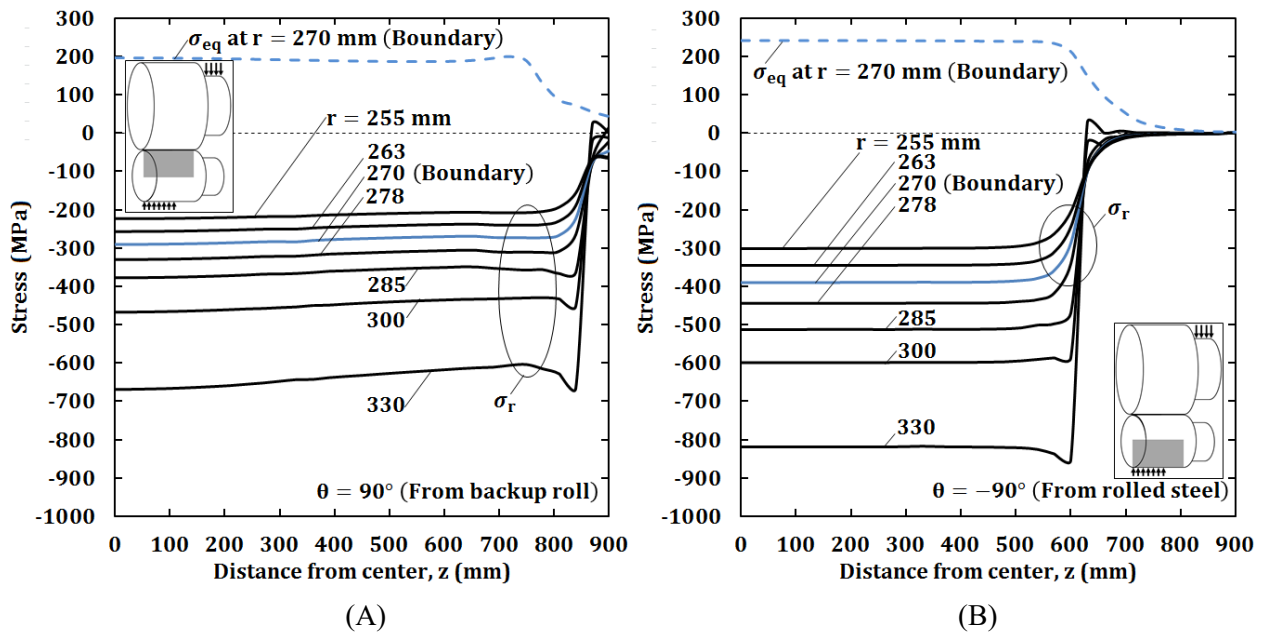 300
200
100
0
-100
-200
-300
-400
-500
-600
-700
-800
-900
-1000
Stress (MPa)
σeq at r = 270 mm (Boundary)
r = 255 mm
263
270 (Boundary)
278
285
300
330
σr
θ = 90° (From backup roll)
0 100 200 300 400 500 600 700 800 900
Distance from center, z (mm)
(A)
300
200
100
0
-100
-200
-300
-400
-500
-600
-700
-800
-900
-1000
Stress (MPa)
σeq at r = 270 mm (Boundary)
r = 255 mm
263
270 (Boundary)
278
σr
285
300
330
θ = −90° (From rolled steel)
0 100 200 300 400 500 600 700 800 900
Distance from center, z (mm)
(B)